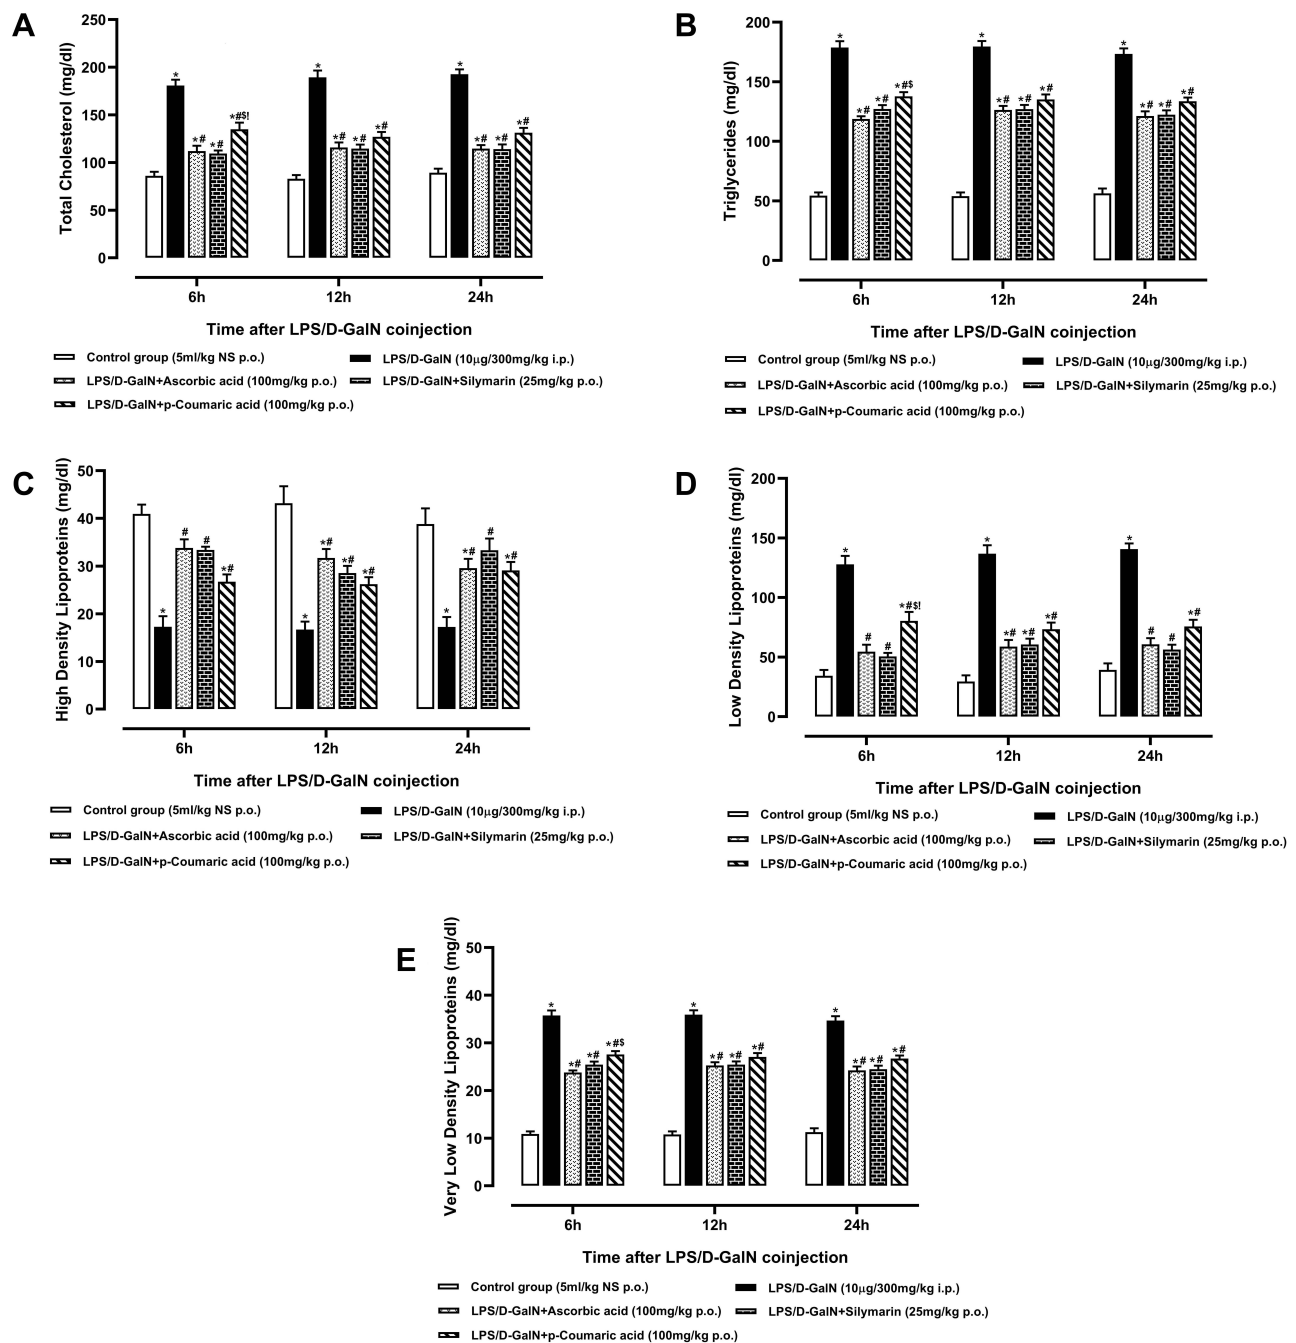 A
Total Cholesterol (mg/dl)
250
200
150
100
50
0
*
*#
*#
*#$!
*
*#
*#
*#
*
*#
*#
*#
6h
12h
24h
Time after LPS/D-GalN coinjection
Control group (5ml/kg NS p.o.)
LPS/D-GalN (10µg/300mg/kg i.p.)
LPS/D-GalN+Ascorbic acid (100mg/kg p.o.)
LPS/D-GalN+Silymarin (25mg/kg p.o.)
LPS/D-GalN+p-Coumaric acid (100mg/kg p.o.)
B
Triglycerides (mg/dl)
200
150
100
50
0
*
*#
*#
*#$
*
*#
*#
*#
*
*#
*#
*#
6h
12h
24h
Time after LPS/D-GalN coinjection
Control group (5ml/kg NS p.o.)
LPS/D-GalN (10µg/300mg/kg i.p.)
LPS/D-GalN+Ascorbic acid (100mg/kg p.o.)
LPS/D-GalN+Silymarin (25mg/kg p.o.)
LPS/D-GalN+p-Coumaric acid (100mg/kg p.o.)
C
High Density Lipoproteins (mg/dl)
50
40
30
20
10
0
*
#
#
*#
*
*#
*#
*#
*
*#
#
*#
6h
12h
24h
Time after LPS/D-GalN coinjection
Control group (5ml/kg NS p.o.)
LPS/D-GalN (10µg/300mg/kg i.p.)
LPS/D-GalN+Ascorbic acid (100mg/kg p.o.)
LPS/D-GalN+Silymarin (25mg/kg p.o.)
LPS/D-GalN+p-Coumaric acid (100mg/kg p.o.)
D
Low Density Lipoproteins (mg/dl)
200
150
100
50
0
*
#
#
*#$!
*
*#
*#
*#
*
#
#
*#
6h
12h
24h
Time after LPS/D-GalN coinjection
Control group (5ml/kg NS p.o.)
LPS/D-GalN (10µg/300mg/kg i.p.)
LPS/D-GalN+Ascorbic acid (100mg/kg p.o.)
LPS/D-GalN+Silymarin (25mg/kg p.o.)
LPS/D-GalN+p-Coumaric acid (100mg/kg p.o.)
E
Very Low Density Lipoproteins (mg/dl)
50
40
30
20
10
0
*
*#
*#
*#$
*
*#
*#
*#
*
*#
*#
*#
6h
12h
24h
Time after LPS/D-GalN coinjection
Control group (5ml/kg NS p.o.)
LPS/D-GalN (10µg/300mg/kg i.p.)
LPS/D-GalN+Ascorbic acid (100mg/kg p.o.)
LPS/D-GalN+Silymarin (25mg/kg p.o.)
LPS/D-GalN+p-Coumaric acid (100mg/kg p.o.)